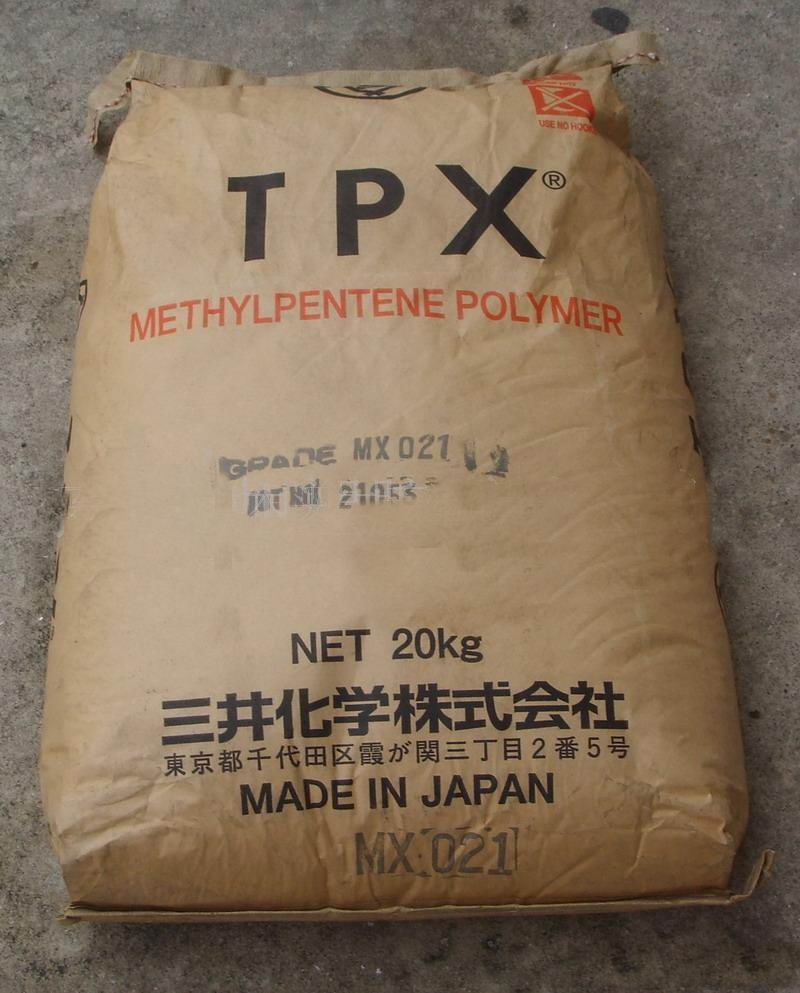 USE NO HOOK
TPX®
METHYLPENTENE POLYMER
GRADE MX 021
NET 20kg
三井化学株式会社
東京都千代田区霞が関三丁目2番5号
MADE IN JAPAN
MX 021